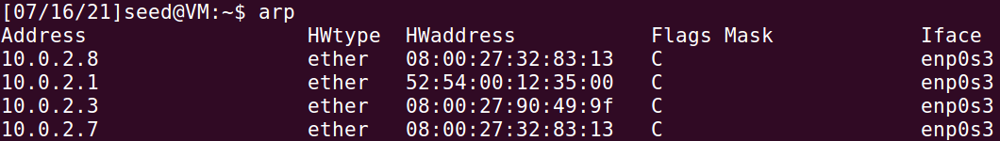 [07/16/21]seed@VM:~$ arp
Address                  HWtype  HWaddress           Flags Mask            Iface
10.0.2.8                 ether   08:00:27:32:83:13   C                     enp0s3
10.0.2.1                 ether   52:54:00:12:35:00   C                     enp0s3
10.0.2.3                 ether   08:00:27:90:49:9f   C                     enp0s3
10.0.2.7                 ether   08:00:27:32:83:13   C                     enp0s3